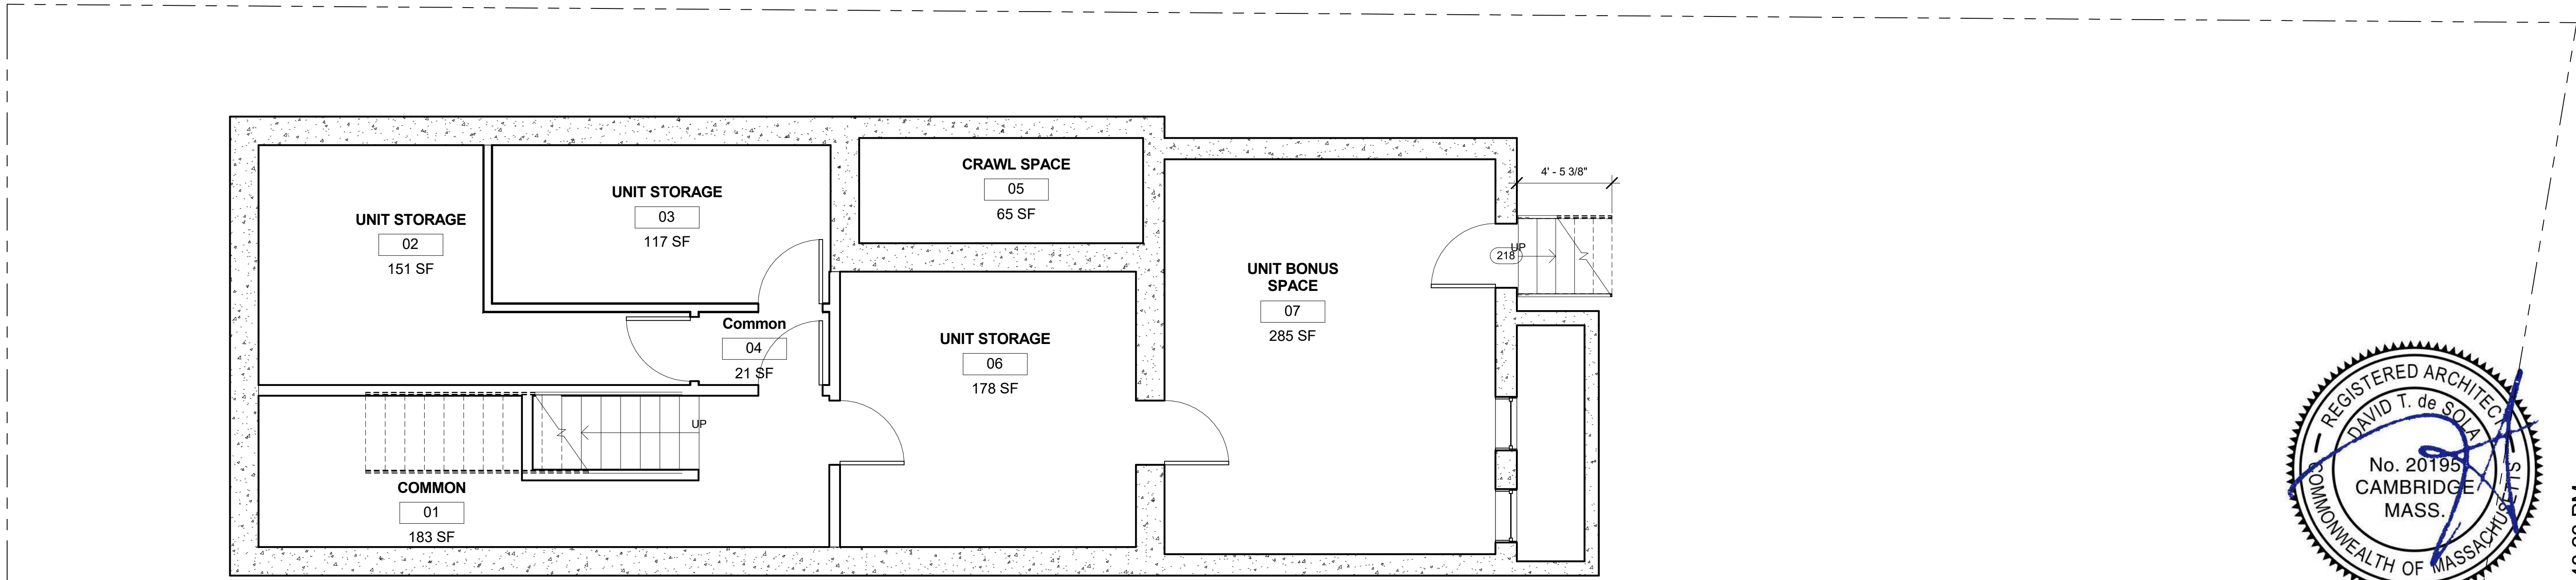 UNIT STORAGE
02
151 SF
UNIT STORAGE
03
117 SF
CRAWL SPACE
05
65 SF
4' - 5 3/8"
UP
218
UNIT BONUS
SPACE
07
285 SF
Common
04
21 SF
UNIT STORAGE
06
178 SF
UP
COMMON
01
183 SF
REGISTERED ARCHITECT
DAVID T. de SOLA
No. 20195
CAMBRIDGE
MASS.
COMMONWEALTH OF MASSACHUSETTS